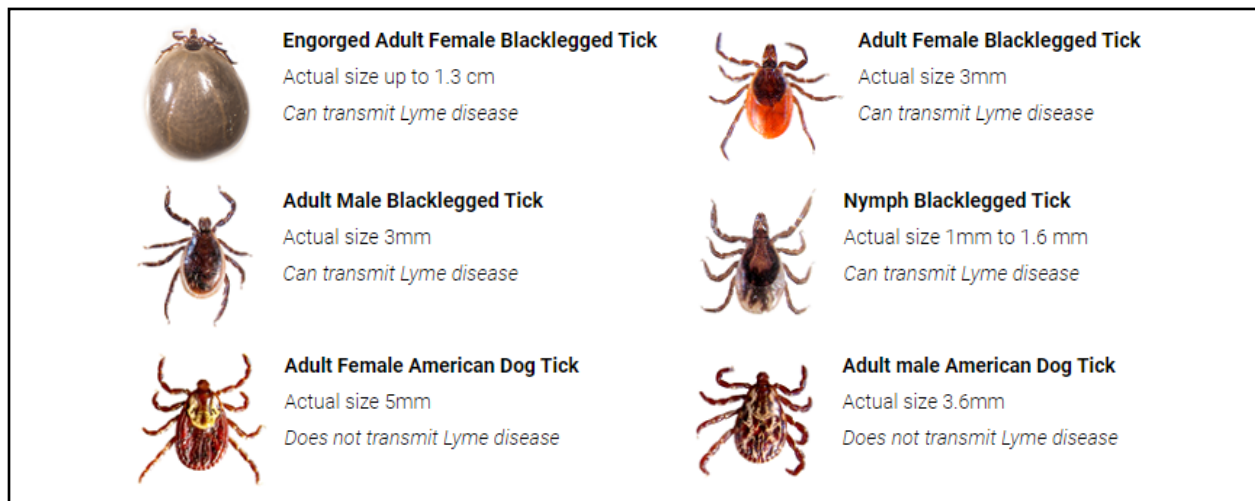 Engorged Adult Female Blacklegged Tick
Actual size up to 1.3 cm
Can transmit Lyme disease
Adult Female Blacklegged Tick
Actual size 3mm
Can transmit Lyme disease
Adult Male Blacklegged Tick
Actual size 3mm
Can transmit Lyme disease
Nymph Blacklegged Tick
Actual size 1mm to 1.6 mm
Can transmit Lyme disease
Adult Female American Dog Tick
Actual size 5mm
Does not transmit Lyme disease
Adult male American Dog Tick
Actual size 3.6mm
Does not transmit Lyme disease